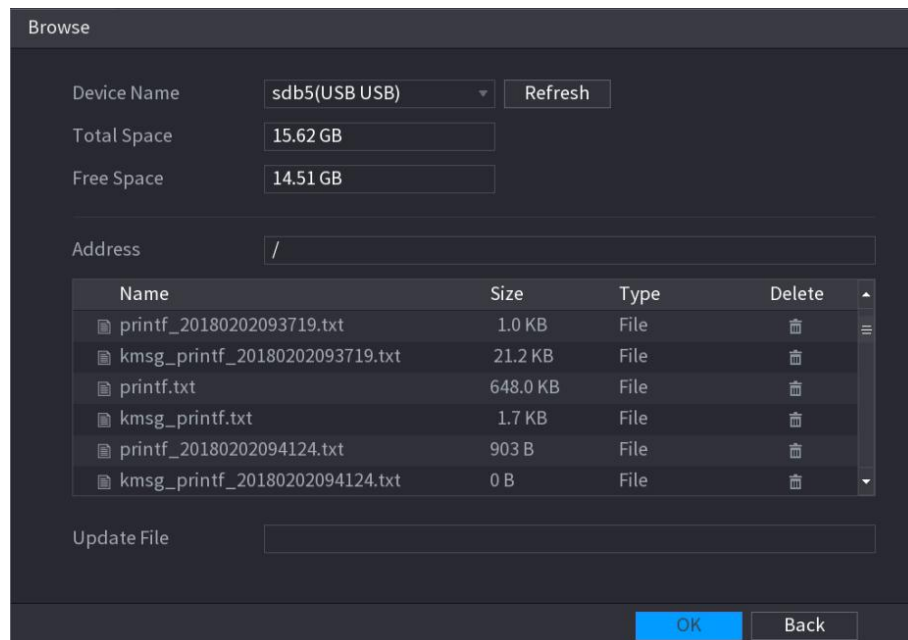 Browse
Device Name sdb5(USB USB) Refresh
Total Space 15.62 GB
Free Space 14.51 GB
Address /
Name Size Type Delete
printf_20180202093719.txt 1.0 KB File
kmsg_printf_20180202093719.txt 21.2 KB File
printf.txt 648.0 KB File
kmsg_printf.txt 1.7 KB File
printf_20180202094124.txt 903 B File
kmsg_printf_20180202094124.txt 0 B File
Update File
OK Back